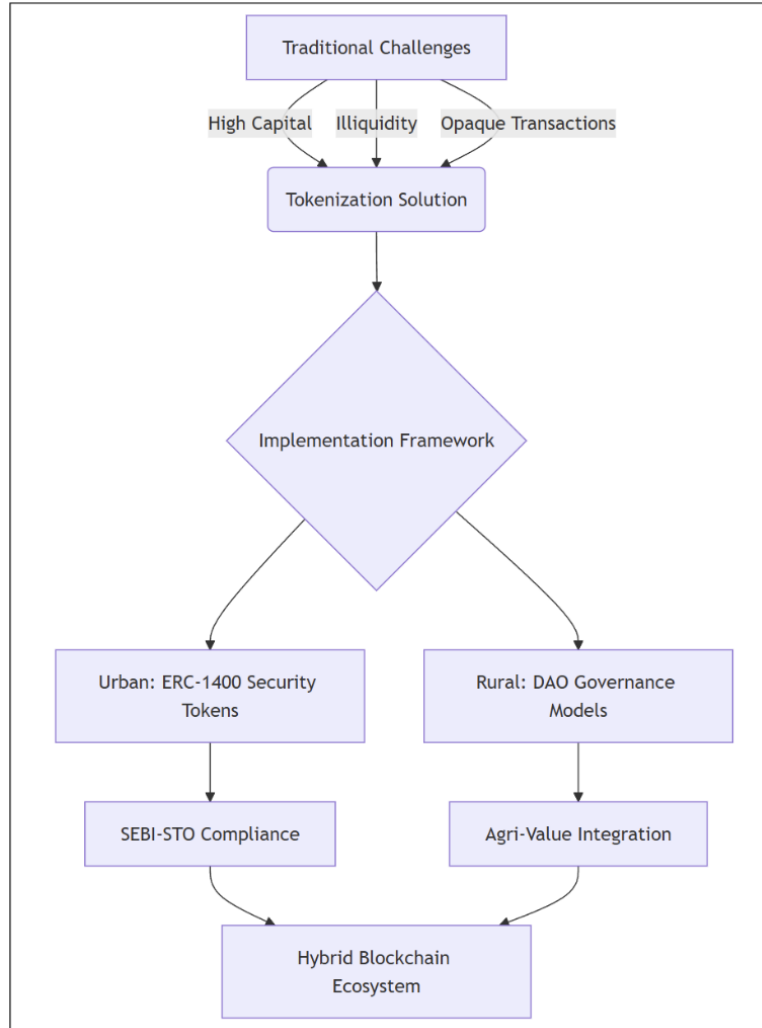 Traditional Challenges
High Capital
Illiquidity
Opaque Transactions
Tokenization Solution
Implementation Framework
Urban: ERC-1400 Security
Tokens
Rural: DAO Governance
Models
SEBI-STO Compliance
Agri-Value Integration
Hybrid Blockchain
Ecosystem